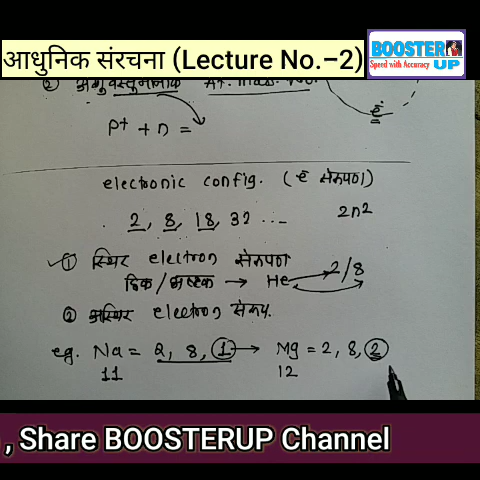 आधुनिक संरचना (Lecture No.–2)
BOOSTER UP
Speed with Accuracy
②
P+ + n =
ē
electronic config. (ē संरूपण)
2, 8, 18, 32 ... 2n²
① स्थिर electron संरूपण
द्विक/अष्टक → He 2/8
② अस्थिर electron संरूप.
eg. Na = 2, 8, 1 → Mg = 2, 8, 2
11 12
, Share BOOSTERUP Channel